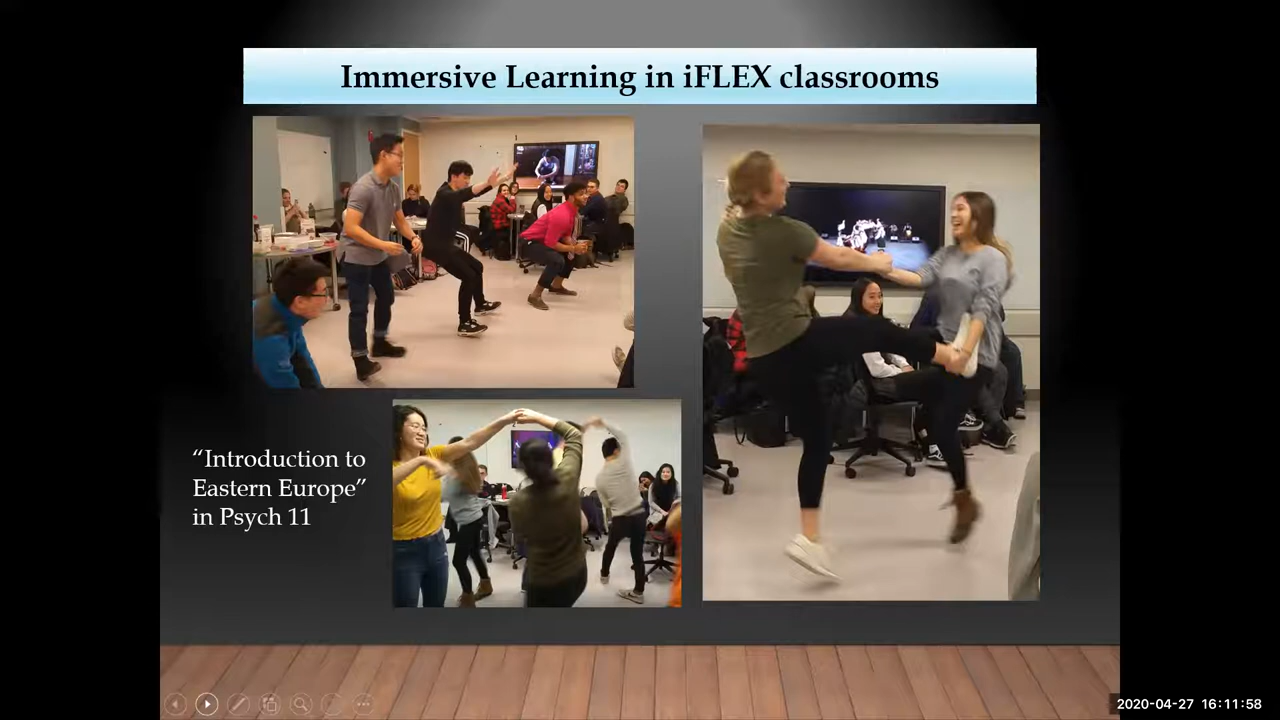 Immersive Learning in iFLEX classrooms
“Introduction to
Eastern Europe”
in Psych 11
2020-04-27 16:11:58